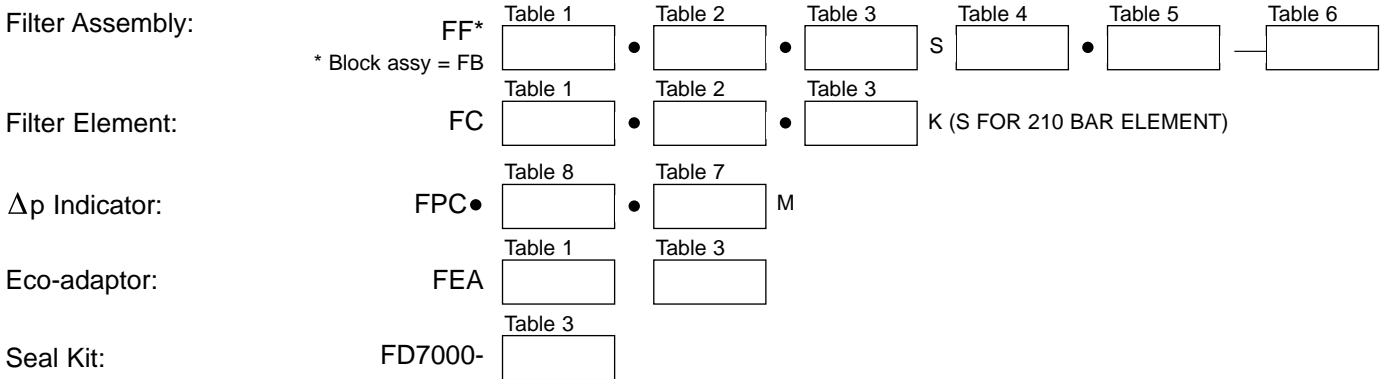 Table 1 Table 2 Table 3 Table 4 Table 5 Table 6
Filter Assembly: FF* • • S • —
* Block assy = FB
Table 1 Table 2 Table 3
Filter Element: FC • • K (S FOR 210 BAR ELEMENT)
Table 8 Table 7
Δp Indicator: FPC• • M
Table 1 Table 3
Eco-adaptor: FEA
Table 3
Seal Kit: FD7000-